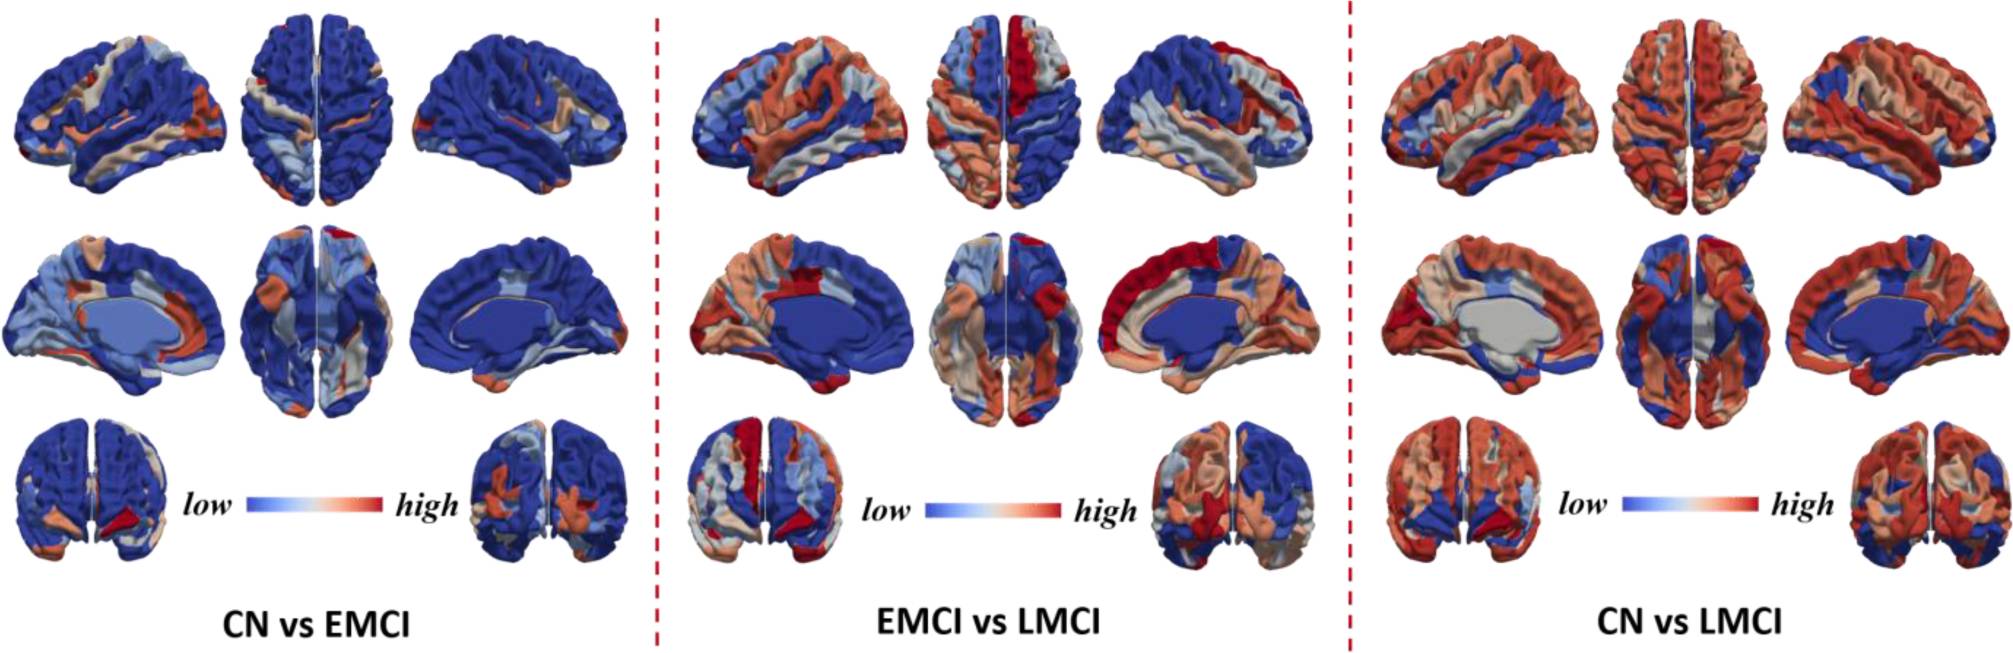 low high
low high
low high
CN vs EMCI
EMCI vs LMCI
CN vs LMCI